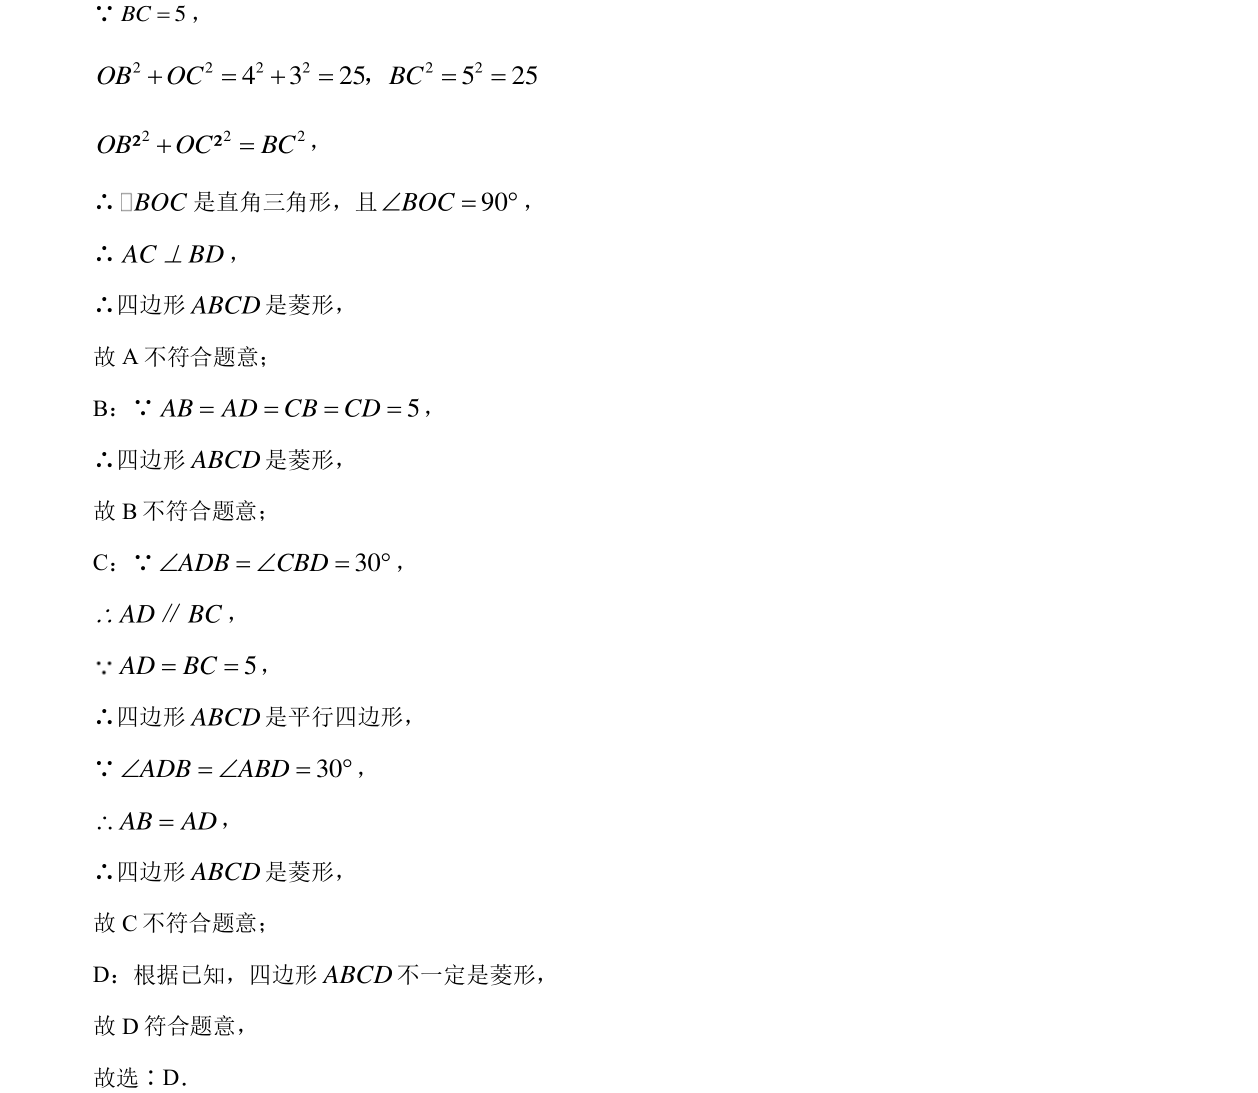 ∵ BC = 5，
OB² + OC² = 4² + 3² = 25，BC² = 5² = 25
OB²² + OC²² = BC²，
∴ □BOC 是直角三角形，且∠BOC = 90°，
∴ AC ⊥ BD，
∴四边形 ABCD 是菱形，
故 A 不符合题意；
B：∵ AB = AD = CB = CD = 5，
∴四边形 ABCD 是菱形，
故 B 不符合题意；
C：∵ ∠ADB = ∠CBD = 30°，
∴ AD ∥ BC，
∵ AD = BC = 5，
∴四边形 ABCD 是平行四边形，
∵ ∠ADB = ∠ABD = 30°，
∴ AB = AD，
∴四边形 ABCD 是菱形，
故 C 不符合题意；
D：根据已知，四边形 ABCD 不一定是菱形，
故 D 符合题意，
故选∶D．